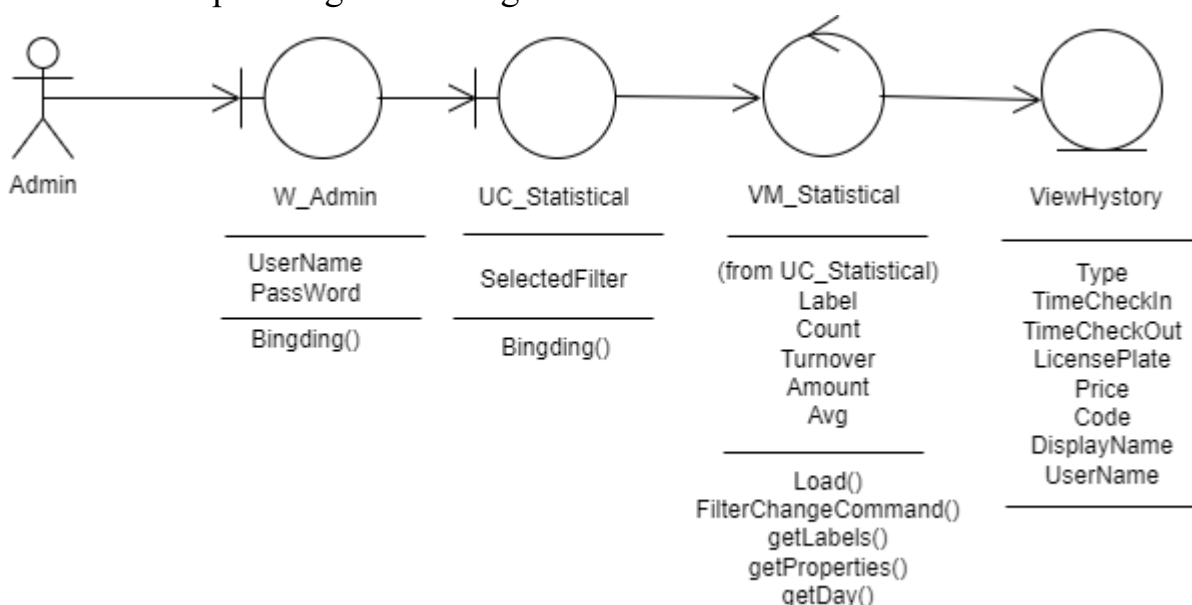 Admin
W_Admin
UserName
PassWord
Bingding()
UC_Statistical
SelectedFilter
Bingding()
VM_Statistical
(from UC_Statistical)
Label
Count
Turnover
Amount
Avg
Load()
FilterChangeCommand()
getLabels()
getProperties()
getDay()
ViewHystory
Type
TimeCheckIn
TimeCheckOut
LicensePlate
Price
Code
DisplayName
UserName